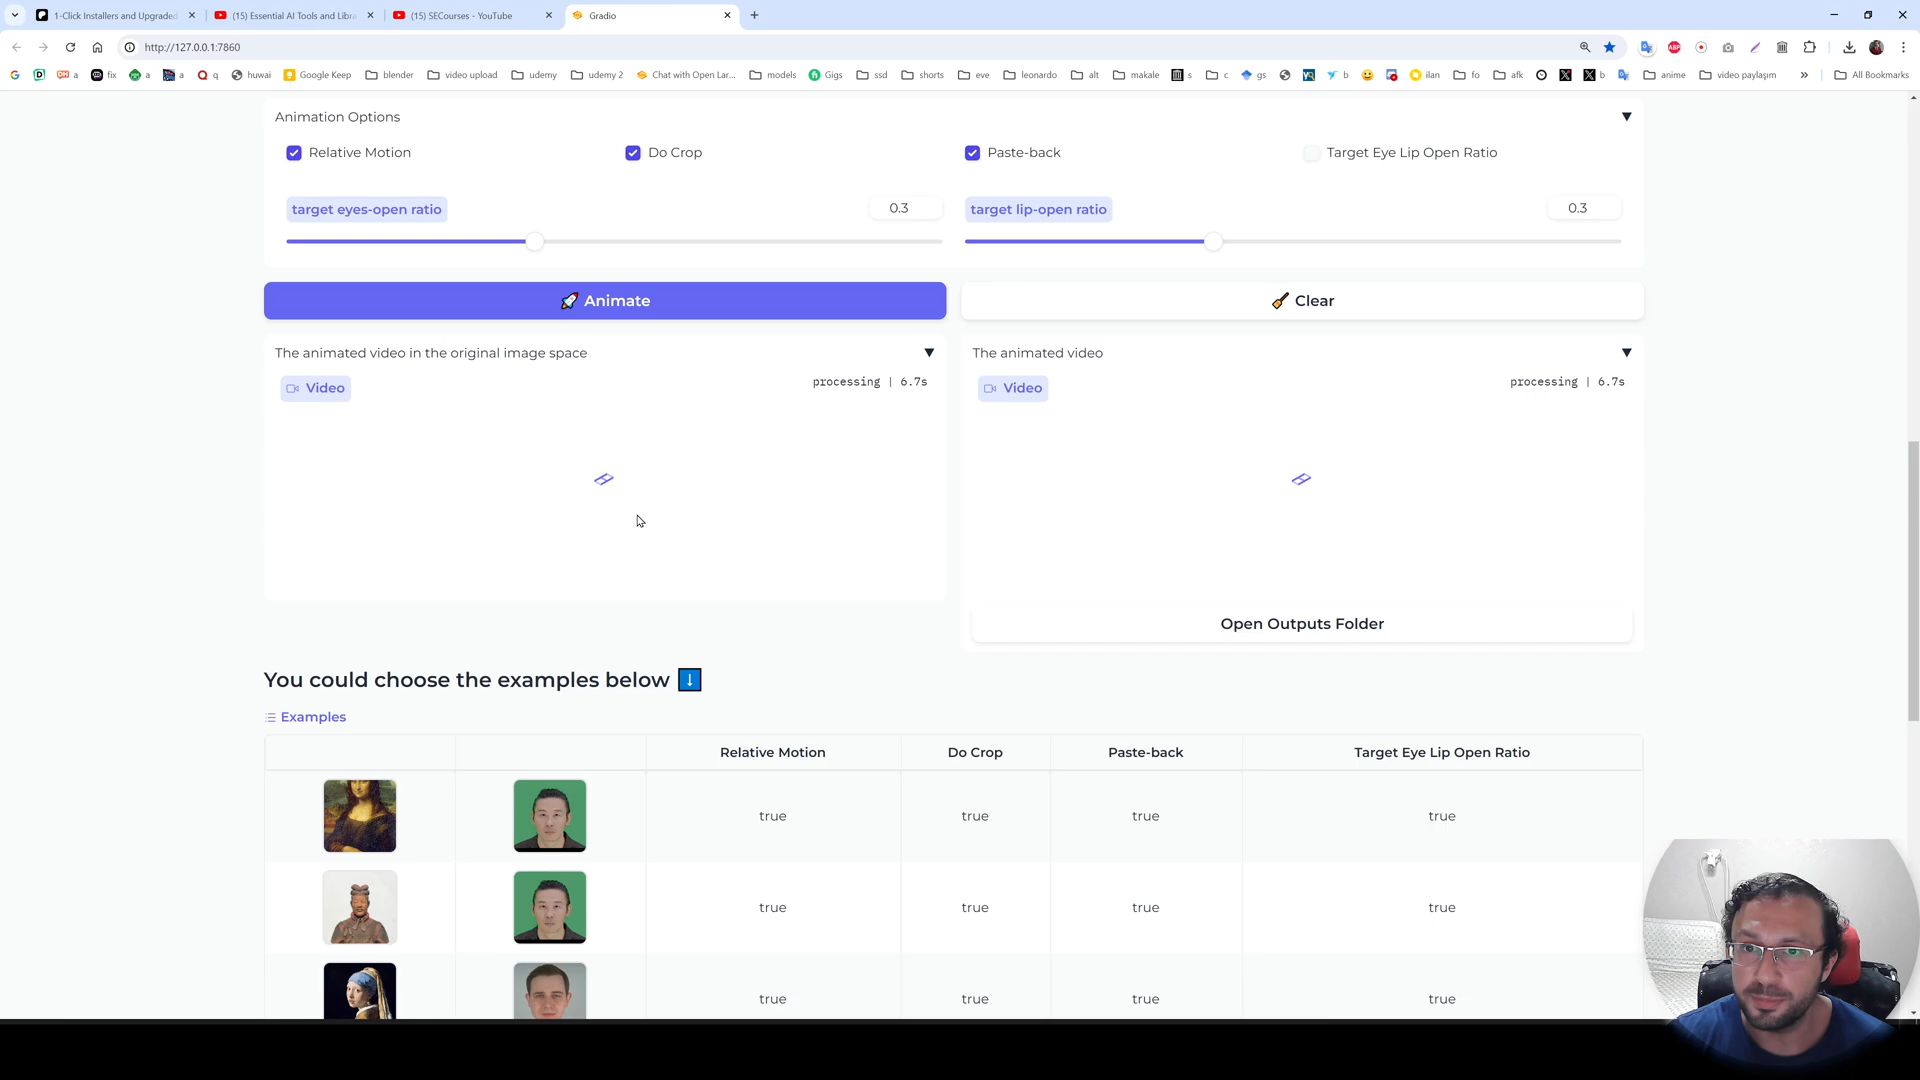 1-Click Installers and Upgraded
(15) Essential AI Tools and Libra
(15) SECourses - YouTube
Gradio
http://127.0.0.1:7860
a
fix
a
a
q
huwai
Google Keep
blender
video upload
udemy
udemy 2
Chat with Open Lar...
models
Gigs
ssd
shorts
eve
leonardo
alt
makale
s
c
gs
b
ilan
fo
afk
b
anime
video paylaşım
All Bookmarks
Animation Options
Relative Motion
Do Crop
Paste-back
Target Eye Lip Open Ratio
target eyes-open ratio
0.3
target lip-open ratio
0.3
🚀 Animate
Clear
The animated video in the original image space
The animated video
Video
processing | 6.7s
Video
processing | 6.7s
Open Outputs Folder
You could choose the examples below
Examples
Relative Motion
Do Crop
Paste-back
Target Eye Lip Open Ratio
true
true
true
true
true
true
true
true
true
true
true
true